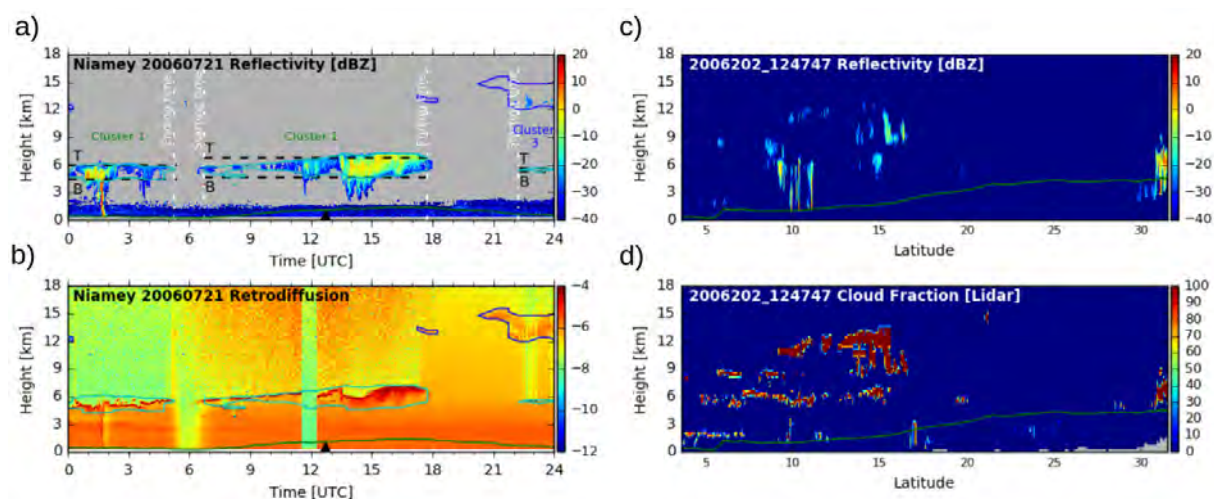 a)
Niamey 20060721 Reflectivity [dBZ]
Height [km]
18
15
12
9
6
3
0
Cluster 1
Cluster 1
Cluster
3
T
B
T
B
T
B
0 3 6 9 12 15 18 21 24
Time [UTC]
20
10
0
−10
−20
−30
−40
b)
Niamey 20060721 Retrodiffusion
Height [km]
18
15
12
9
6
3
0
0 3 6 9 12 15 18 21 24
Time [UTC]
−4
−6
−8
−10
−12
c)
2006202_124747 Reflectivity [dBZ]
Height [km]
18
15
12
9
6
3
0
5 10 15 20 25 30
Latitude
20
10
0
−10
−20
−30
−40
d)
2006202_124747 Cloud Fraction [Lidar]
Height [km]
18
15
12
9
6
3
0
5 10 15 20 25 30
Latitude
100
90
80
70
60
50
40
30
20
10
0